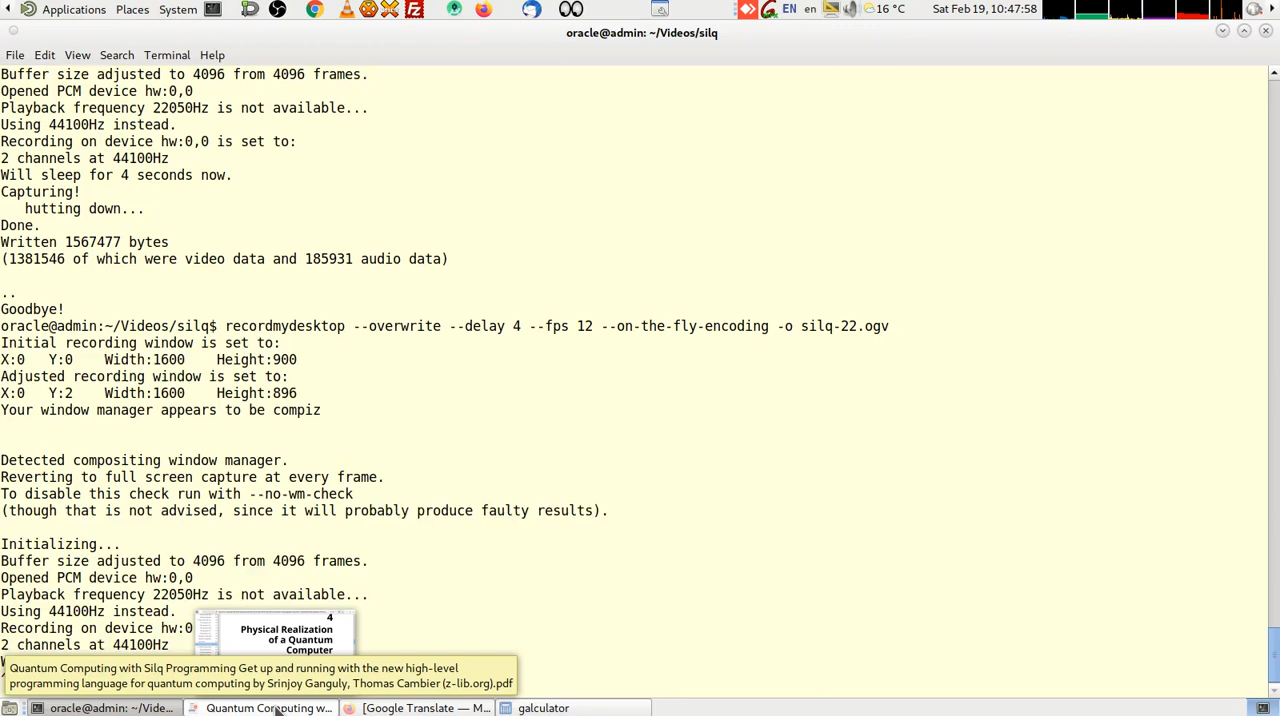 Applications Places System EN en 16 °C Sat Feb 19, 10:47:58
oracle@admin: ~/Videos/silq
File Edit View Search Terminal Help
Buffer size adjusted to 4096 from 4096 frames.
Opened PCM device hw:0,0
Playback frequency 22050Hz is not available...
Using 44100Hz instead.
Recording on device hw:0,0 is set to:
2 channels at 44100Hz
Will sleep for 4 seconds now.
Capturing!
hutting down...
Done.
Written 1567477 bytes
(1381546 of which were video data and 185931 audio data)
..
Goodbye!
oracle@admin:~/Videos/silq$ recordmydesktop --overwrite --delay 4 --fps 12 --on-the-fly-encoding -o silq-22.ogv
Initial recording window is set to:
X:0 Y:0 Width:1600 Height:900
Adjusted recording window is set to:
X:0 Y:2 Width:1600 Height:896
Your window manager appears to be compiz
Detected compositing window manager.
Reverting to full screen capture at every frame.
To disable this check run with --no-wm-check
(though that is not advised, since it will probably produce faulty results).
Initializing...
Buffer size adjusted to 4096 from 4096 frames.
Opened PCM device hw:0,0
Playback frequency 22050Hz is not available...
Using 44100Hz instead.
Recording on device hw:0
2 channels at 44100Hz
4
Physical Realization
of a Quantum
Computer
Quantum Computing with Silq Programming Get up and running with the new high-level
programming language for quantum computing by Srinjoy Ganguly, Thomas Cambier (z-lib.org).pdf
oracle@admin: ~/Vide... Quantum Computing w... [Google Translate — M... galculator